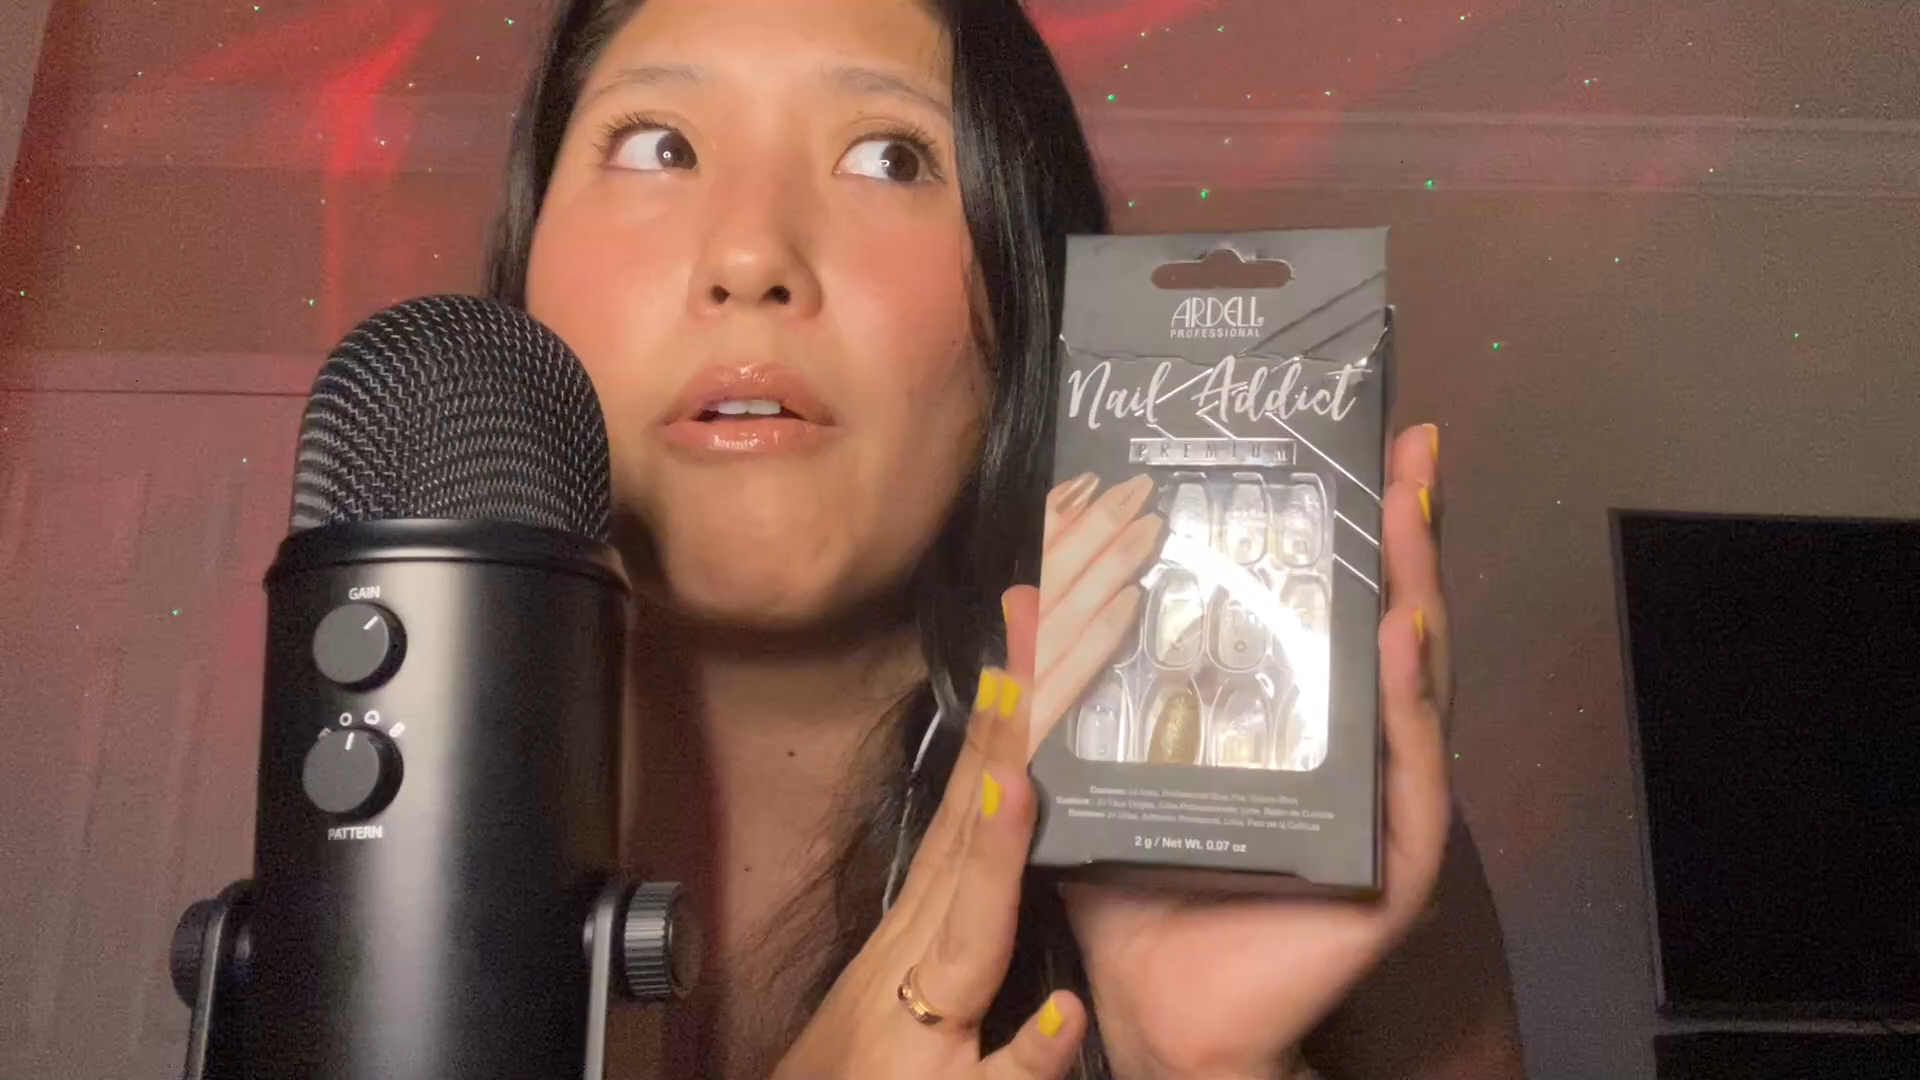 GAIN
PATTERN
ARDELL
PROFESSIONAL
Nail Addict
PREMIUM
2 g / Net Wt. 0.07 oz